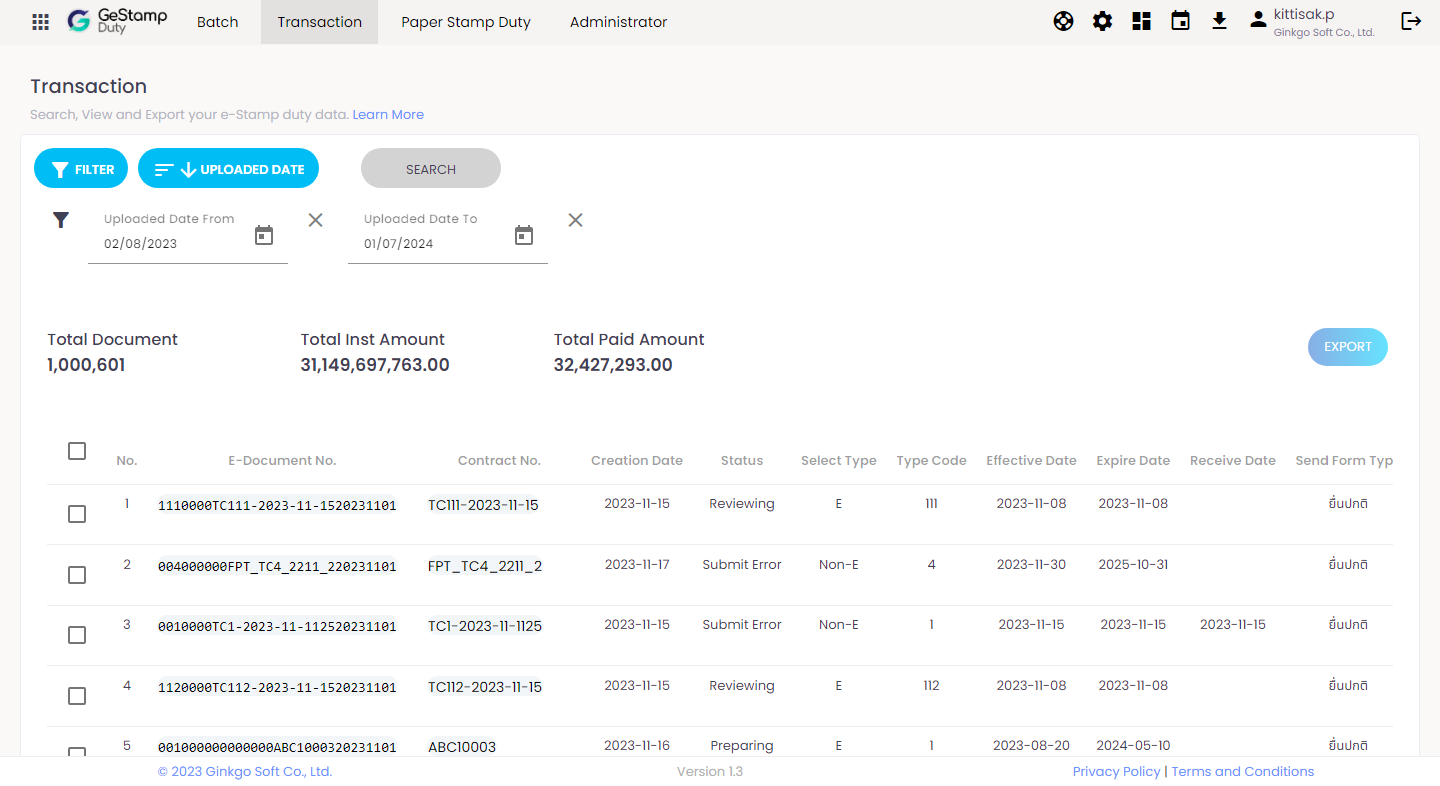 GeStamp
Duty
Batch
Transaction
Paper Stamp Duty
Administrator
kittisak.p
Ginkgo Soft Co., Ltd.
Transaction
Search, View and Export your e-Stamp duty data. Learn More
FILTER
UPLOADED DATE
SEARCH
Uploaded Date From
02/08/2023
Uploaded Date To
01/07/2024
Total Document
1,000,601
Total Inst Amount
31,149,697,763.00
Total Paid Amount
32,427,293.00
EXPORT
No. E-Document No. Contract No. Creation Date Status Select Type Type Code Effective Date Expire Date Receive Date Send Form Typ
1 1110000TC111-2023-11-1520231101 TC111-2023-11-15 2023-11-15 Reviewing E 111 2023-11-08 2023-11-08 ยื่นปกติ
2 004000000FPT_TC4_2211_220231101 FPT_TC4_2211_2 2023-11-17 Submit Error Non-E 4 2023-11-30 2025-10-31 ยื่นปกติ
3 0010000TC1-2023-11-112520231101 TC1-2023-11-1125 2023-11-15 Submit Error Non-E 1 2023-11-15 2023-11-15 2023-11-15 ยื่นปกติ
4 1120000TC112-2023-11-1520231101 TC112-2023-11-15 2023-11-15 Reviewing E 112 2023-11-08 2023-11-08 ยื่นปกติ
5 001000000000000ABC1000320231101 ABC10003 2023-11-16 Preparing E 1 2023-08-20 2024-05-10 ยื่นปกติ
© 2023 Ginkgo Soft Co., Ltd.
Version 1.3
Privacy Policy | Terms and Conditions